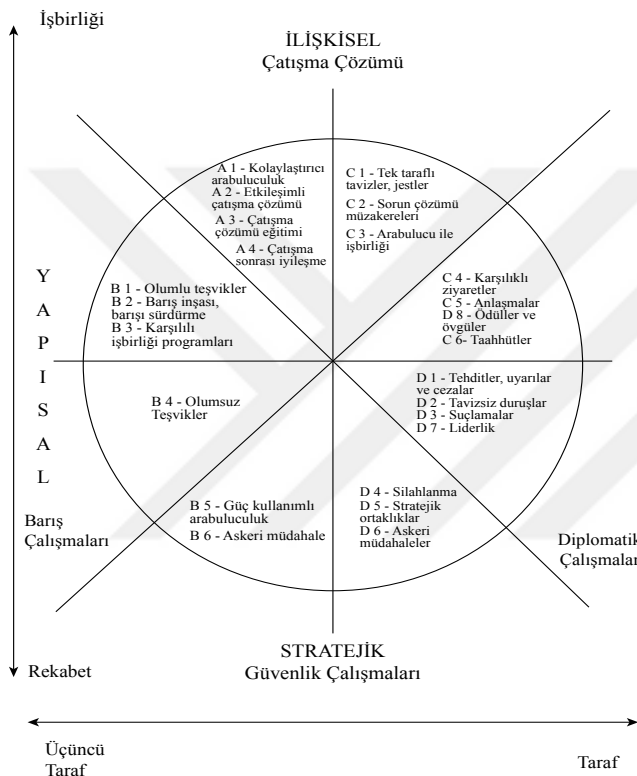 İşbirliği
İLİŞKİSEL
Çatışma Çözümü
A 1 - Kolaylaştırıcı
arabuluculuk
A 2 - Etkileşimli
çatışma çözümü
A 3 - Çatışma
çözümü eğitimi
A 4 - Çatışma
sonrası iyileşme
C 1 - Tek taraflı
tavizler, jestler
C 2 - Sorun çözümü
müzakereleri
C 3 - Arabulucu ile
işbirliği
B 1 - Olumlu teşvikler
B 2 - Barış inşası,
barışı sürdürme
B 3 - Karşılılı
işbirliği programları
C 4 - Karşılıklı
ziyaretler
C 5 - Anlaşmalar
D 8 - Ödüller ve
övgüler
C 6- Taahhütler
Y
A
P
I
S
A
L
B 4 - Olumsuz
Teşvikler
D 1 - Tehditler, uyarılar
ve cezalar
D 2 - Tavizsiz duruşlar
D 3 - Suçlamalar
D 7 - Liderlik
B 5 - Güç kullanımlı
arabuluculuk
B 6 - Askeri müdahale
D 4 - Silahlanma
D 5 - Stratejik
ortaklıklar
D 6 - Askeri
müdahaleler
Barış
Çalışmaları
Diplomatik
Çalışmalar
STRATEJİK
Güvenlik Çalışmaları
Rekabet
Üçüncü
Taraf
Taraf